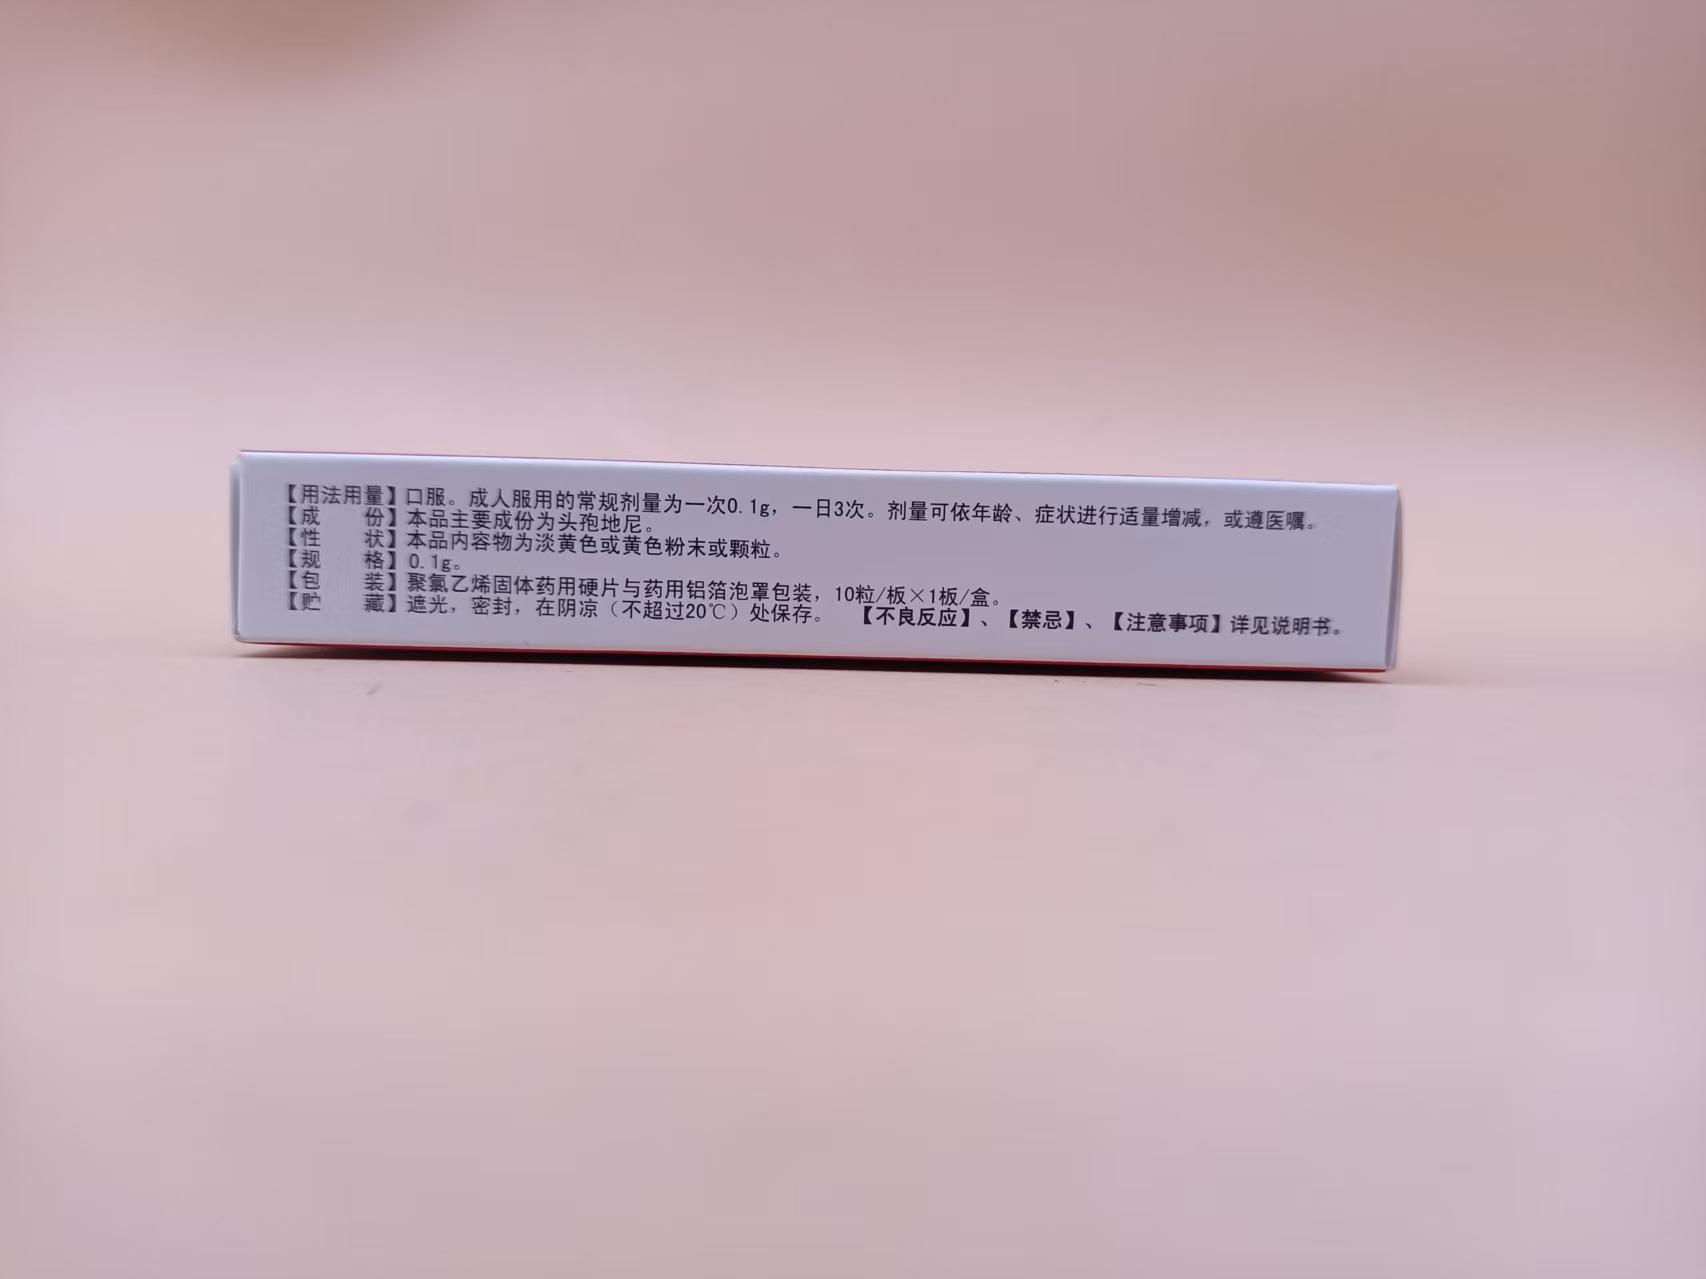 【用法用量】口服。成人服用的常规剂量为一次0.1g，一日3次。剂量可依年龄、症状进行适量增减，或遵医嘱。
【成　　份】本品主要成份为头孢地尼。
【性　　状】本品内容物为淡黄色或黄色粉末或颗粒。
【规　　格】0.1g。
【包　　装】聚氯乙烯固体药用硬片与药用铝箔泡罩包装，10粒/板×1板/盒。
【贮　　藏】遮光，密封，在阴凉（不超过20℃）处保存。 【不良反应】、【禁忌】、【注意事项】详见说明书。